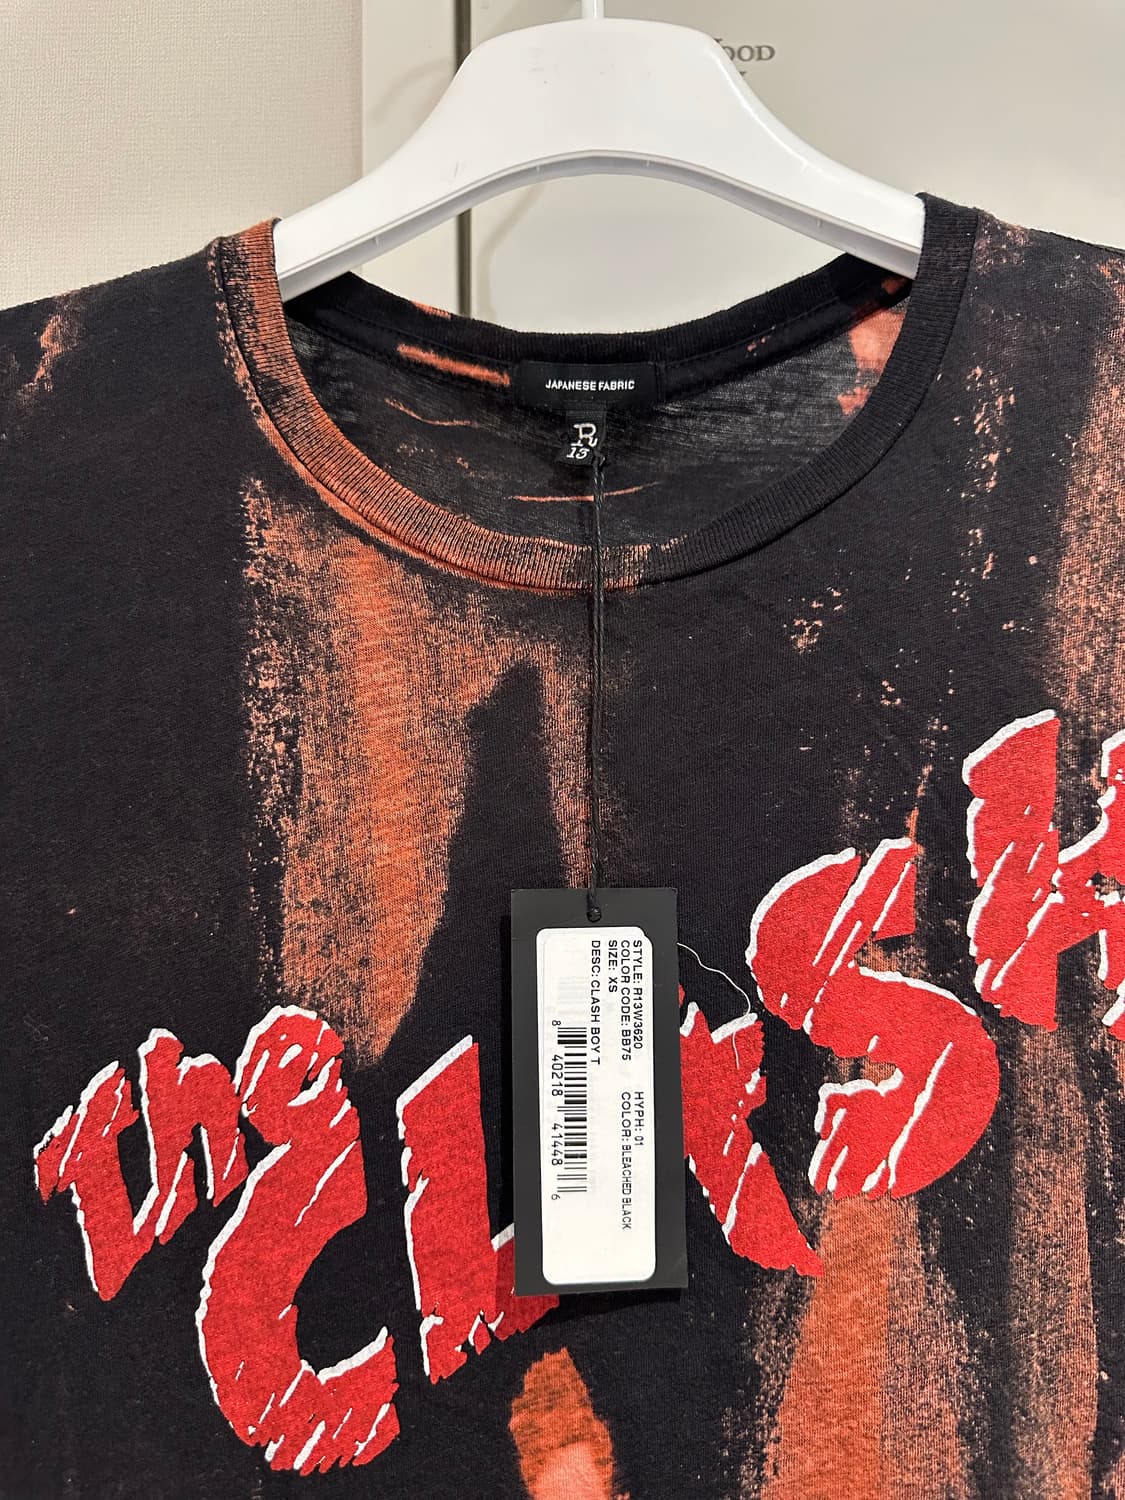 OOD
JAPANESE FABRIC
R
13
the CLASH
STYLE: R13W3620 HYPH: 01
COLOR CODE: BB75 COLOR: BLEACHED BLACK
SIZE: XS
DESC: CLASH BOY T
8 40218 41448 6